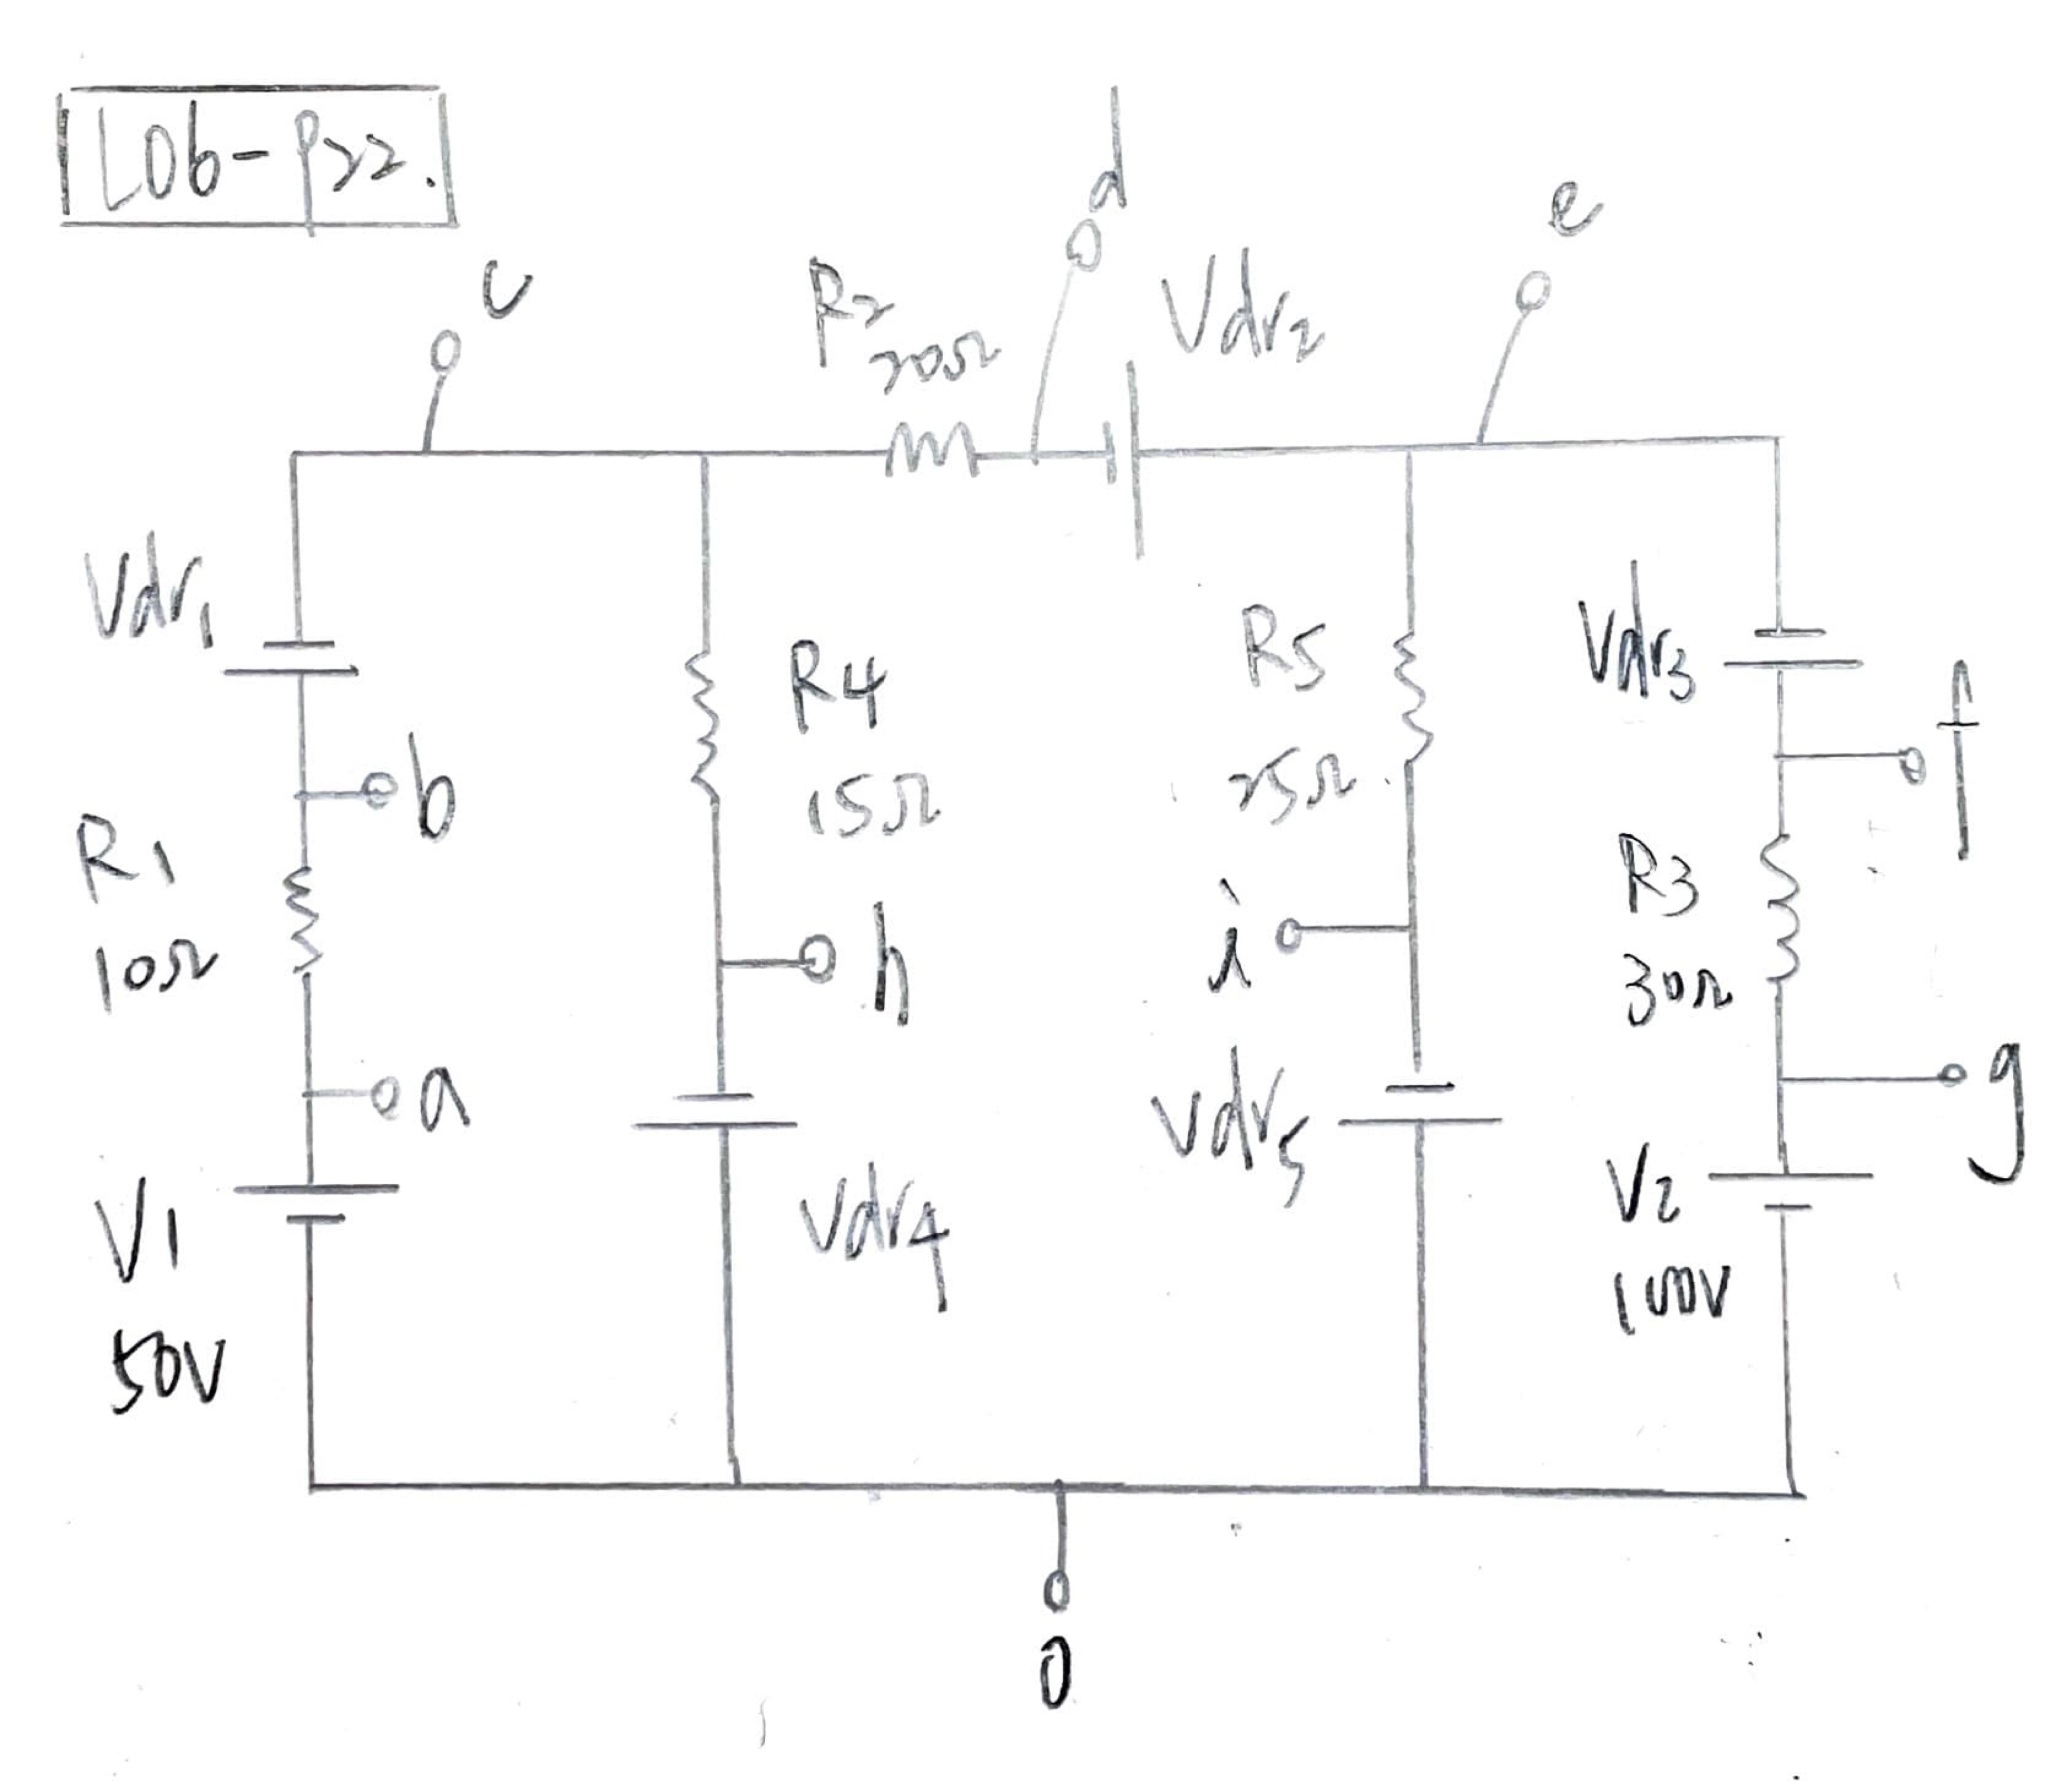 L06-P22.
d
e
c
R2
20Ω
Vdr2
Vdr1
R4
15Ω
R5
25Ω
Vdr3
f
b
R1
10Ω
h
i
R3
30Ω
a
g
V1
50V
Vdr4
Vdr5
V2
100V
0